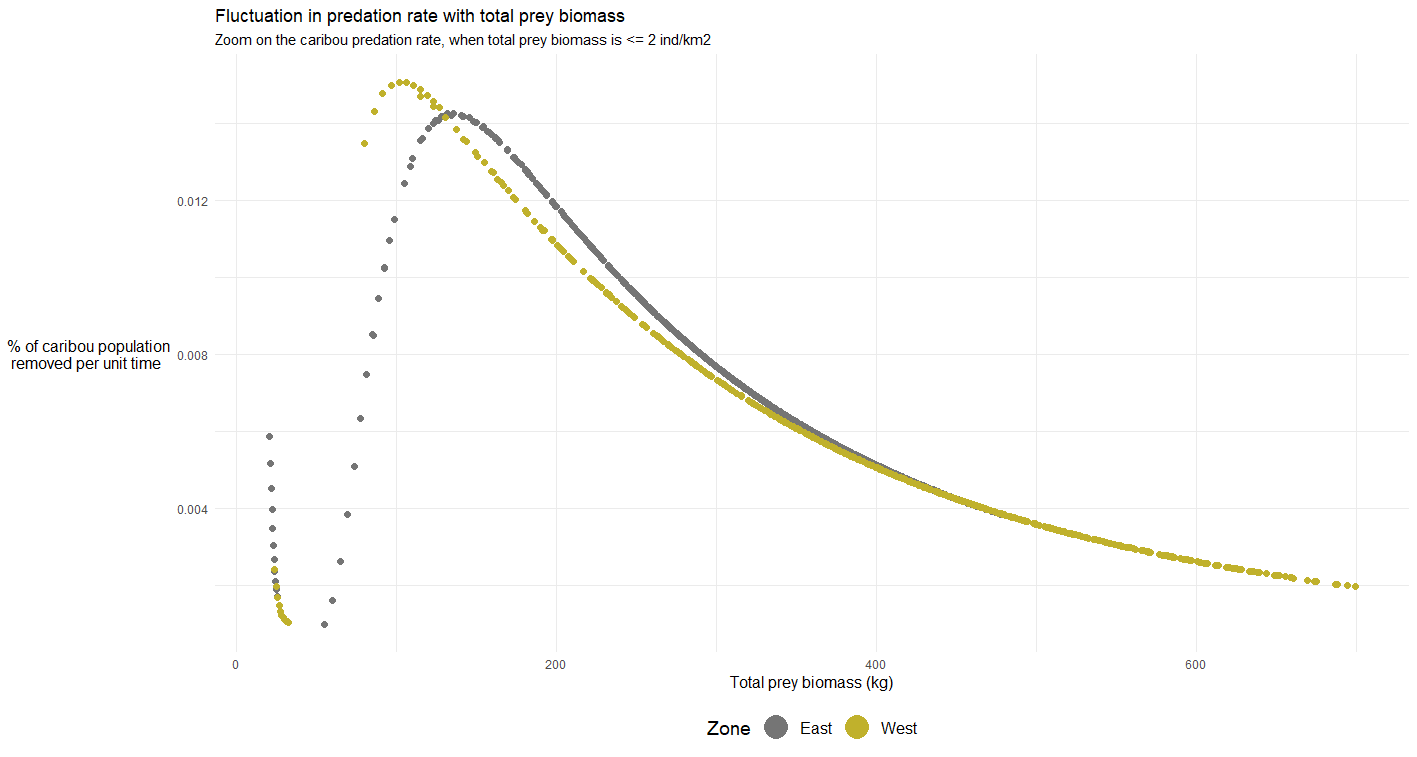 Fluctuation in predation rate with total prey biomass
Zoom on the caribou predation rate, when total prey biomass is <= 2 ind/km2
0.012
0.008
0.004
% of caribou population
removed per unit time
0 200 400 600
Total prey biomass (kg)
Zone East West